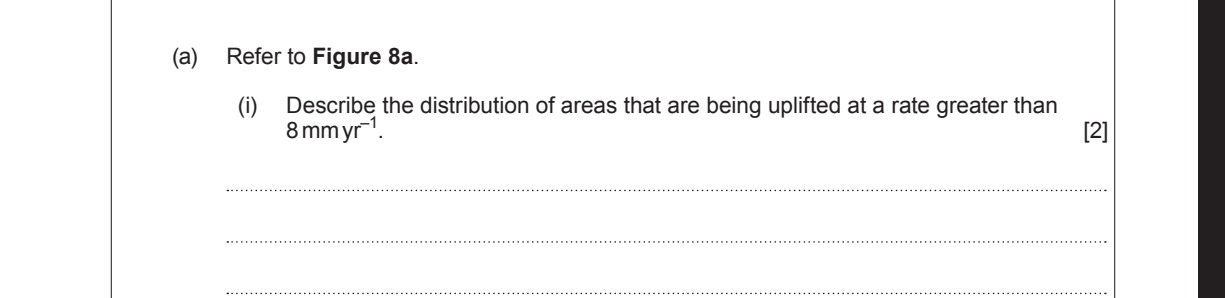 (a) Refer to Figure 8a.
(i) Describe the distribution of areas that are being uplifted at a rate greater than
8 mm yr⁻¹. [2]